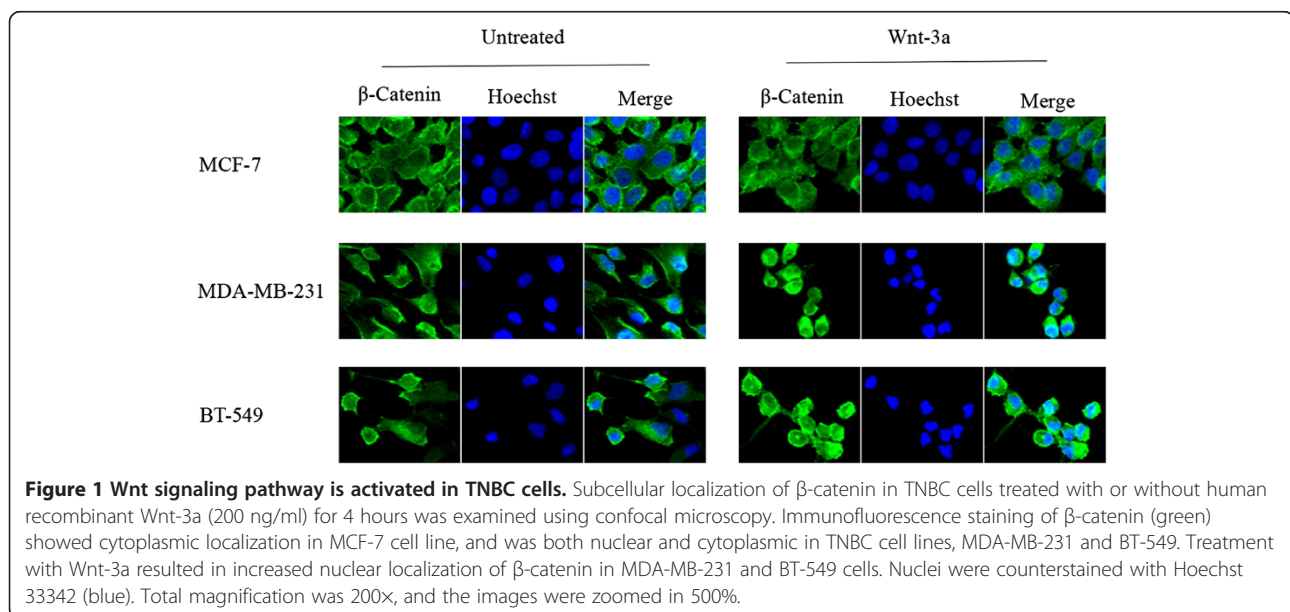 Untreated
Wnt-3a
β-Catenin
Hoechst
Merge
β-Catenin
Hoechst
Merge
MCF-7
MDA-MB-231
BT-549
Figure 1 Wnt signaling pathway is activated in TNBC cells. Subcellular localization of β-catenin in TNBC cells treated with or without human
recombinant Wnt-3a (200 ng/ml) for 4 hours was examined using confocal microscopy. Immunofluorescence staining of β-catenin (green)
showed cytoplasmic localization in MCF-7 cell line, and was both nuclear and cytoplasmic in TNBC cell lines, MDA-MB-231 and BT-549. Treatment
with Wnt-3a resulted in increased nuclear localization of β-catenin in MDA-MB-231 and BT-549 cells. Nuclei were counterstained with Hoechst
33342 (blue). Total magnification was 200×, and the images were zoomed in 500%.